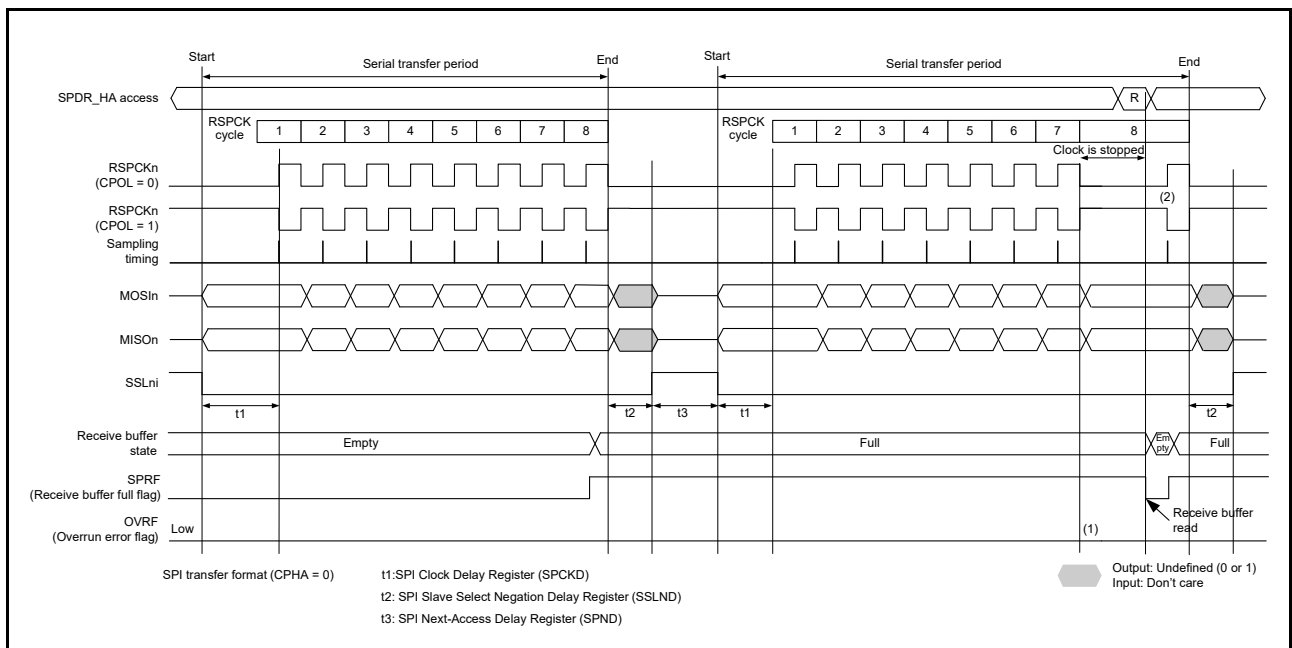 Start
Serial transfer period
End
Start
Serial transfer period
End
SPDR_HA access
R
RSPCK
cycle
1 2 3 4 5 6 7 8
RSPCK
cycle
1 2 3 4 5 6 7 8
Clock is stopped
RSPCKn
(CPOL = 0)
(2)
RSPCKn
(CPOL = 1)
Sampling
timing
MOSIn
MISOn
SSLni
t1
t2
t3
t1
t2
Receive buffer
state
Empty
Full
Em
pty
Full
SPRF
(Receive buffer full flag)
Receive buffer
read
OVRF
(Overrun error flag)
Low
(1)
SPI transfer format (CPHA = 0)
t1:SPI Clock Delay Register (SPCKD)
t2: SPI Slave Select Negation Delay Register (SSLND)
t3: SPI Next-Access Delay Register (SPND)
Output: Undefined (0 or 1)
Input: Don't care